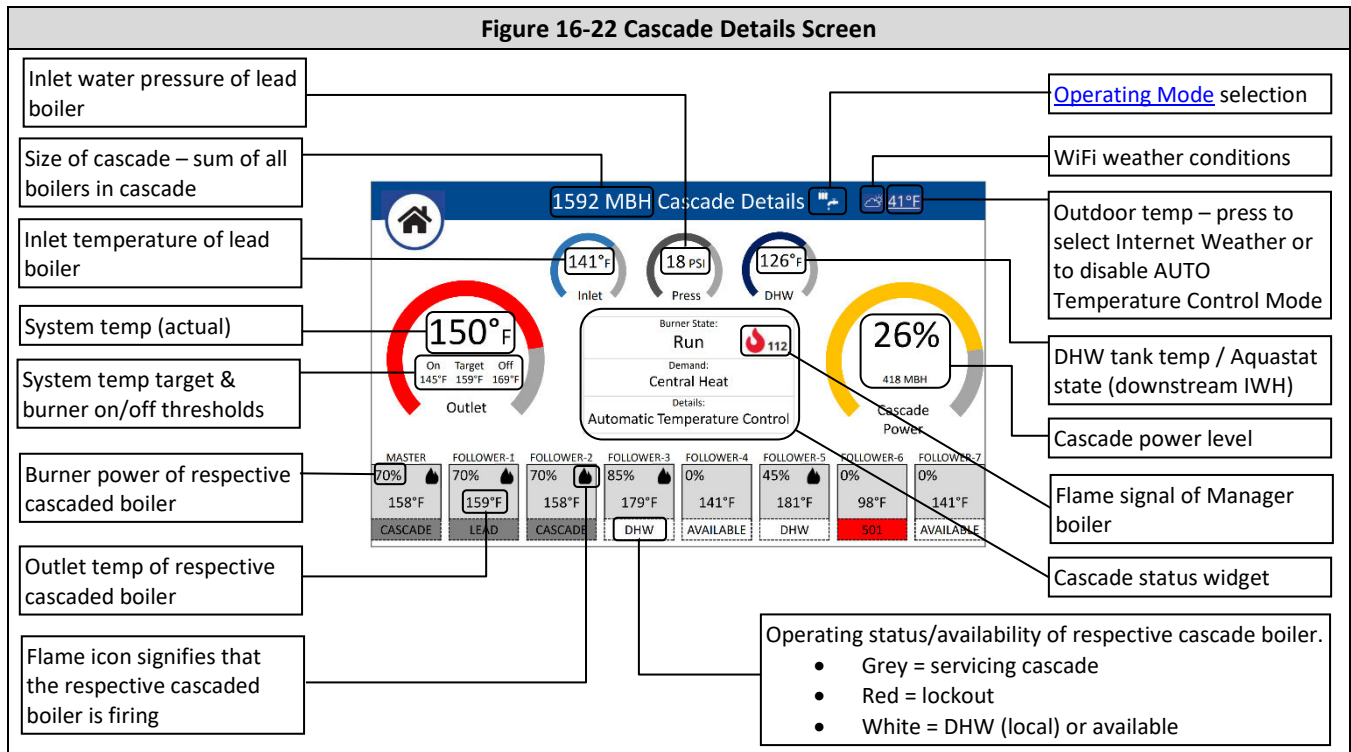 Figure 16-22 Cascade Details Screen
Inlet water pressure of lead
boiler
Size of cascade – sum of all
boilers in cascade
Inlet temperature of lead
boiler
System temp (actual)
System temp target &
burner on/off thresholds
Burner power of respective
cascaded boiler
Outlet temp of respective
cascaded boiler
Flame icon signifies that
the respective cascaded
boiler is firing
1592 MBH Cascade Details 41°F
141°F
Inlet
18 PSI
Press
126°F
DHW
150°F
On Target Off
145°F 159°F 169°F
Outlet
Burner State:
Run
112
Demand:
Central Heat
Details:
Automatic Temperature Control
26%
418 MBH
Cascade
Power
MASTER FOLLOWER-1 FOLLOWER-2 FOLLOWER-3 FOLLOWER-4 FOLLOWER-5 FOLLOWER-6 FOLLOWER-7
70% 70% 70% 85% 0% 45% 0% 0%
158°F 159°F 158°F 179°F 141°F 181°F 98°F 141°F
CASCADE LEAD CASCADE DHW AVAILABLE DHW 501 AVAILABLE
Operating Mode selection
WiFi weather conditions
Outdoor temp – press to
select Internet Weather or
to disable AUTO
Temperature Control Mode
DHW tank temp / Aquastat
state (downstream IWH)
Cascade power level
Flame signal of Manager
boiler
Cascade status widget
Operating status/availability of respective cascade boiler.
• Grey = servicing cascade
• Red = lockout
• White = DHW (local) or available